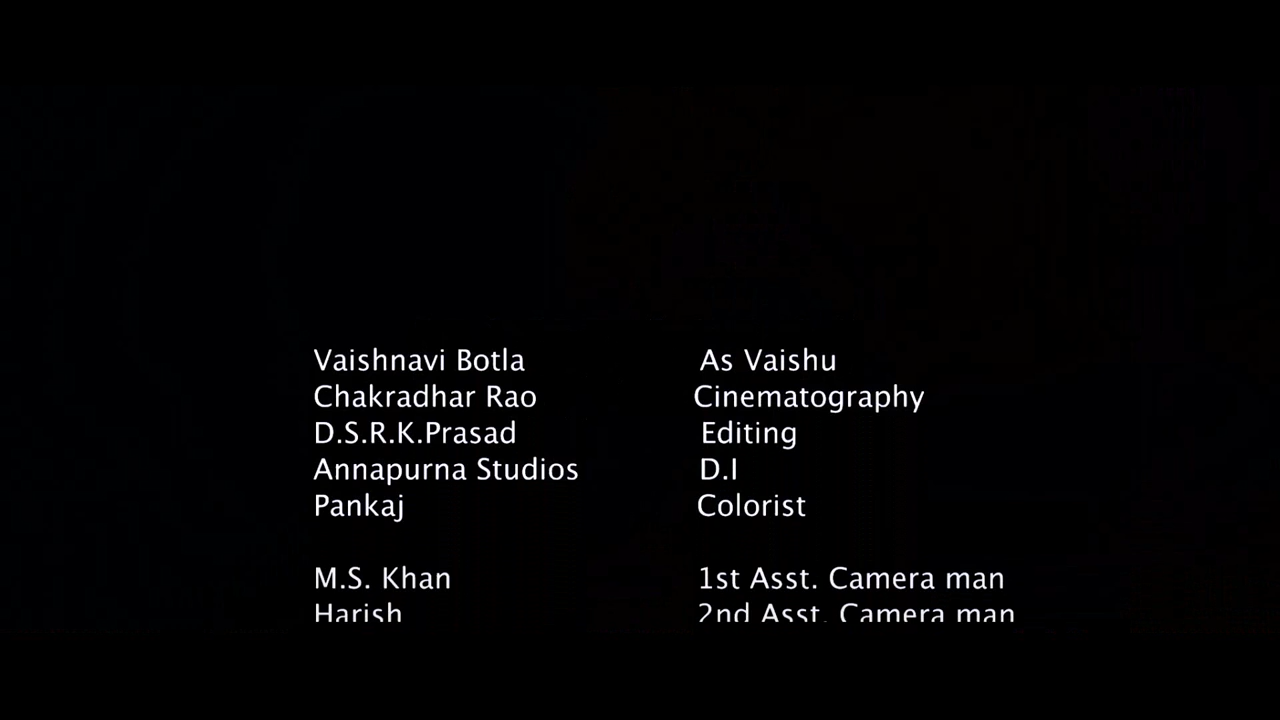 Vaishnavi Botla As Vaishu
Chakradhar Rao Cinematography
D.S.R.K.Prasad Editing
Annapurna Studios D.I
Pankaj Colorist
M.S. Khan 1st Asst. Camera man
Harish 2nd Asst. Camera man